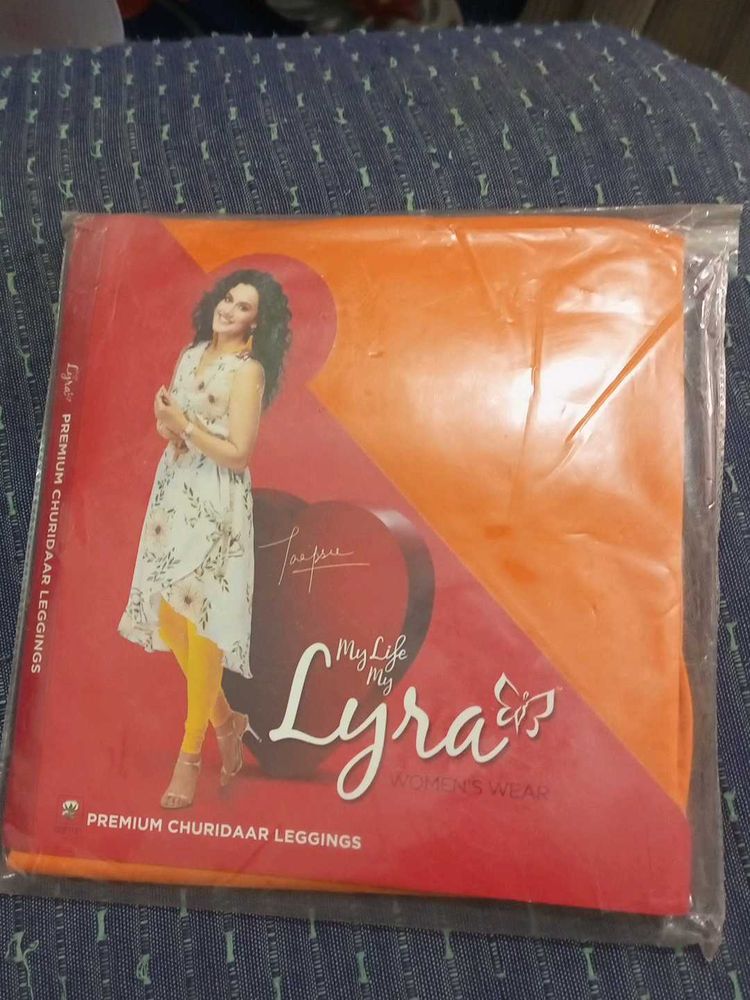 Lyra
PREMIUM CHURIDAAR LEGGINGS
Taapsee
My Life
My
Lyra
WOMEN'S WEAR
PREMIUM CHURIDAAR LEGGINGS